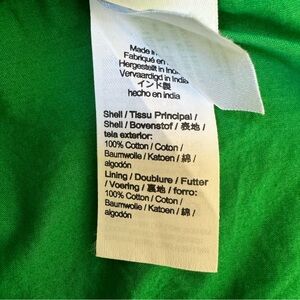 Made in
Fabriqué en
Hergestellt in Indi
Vervaardigd in India
インド製
hecho en india
Shell / Tissu Principal /
Shell / Bovenstof / 表地 /
tela exterior:
100% Cotton / Coton /
Baumwolle / Katoen / 綿 /
algodón
Lining / Doublure / Futter
/ Voering / 裏地 / forro:
100% Cotton / Coton /
Baumwolle / Katoen / 綿 /
algodón